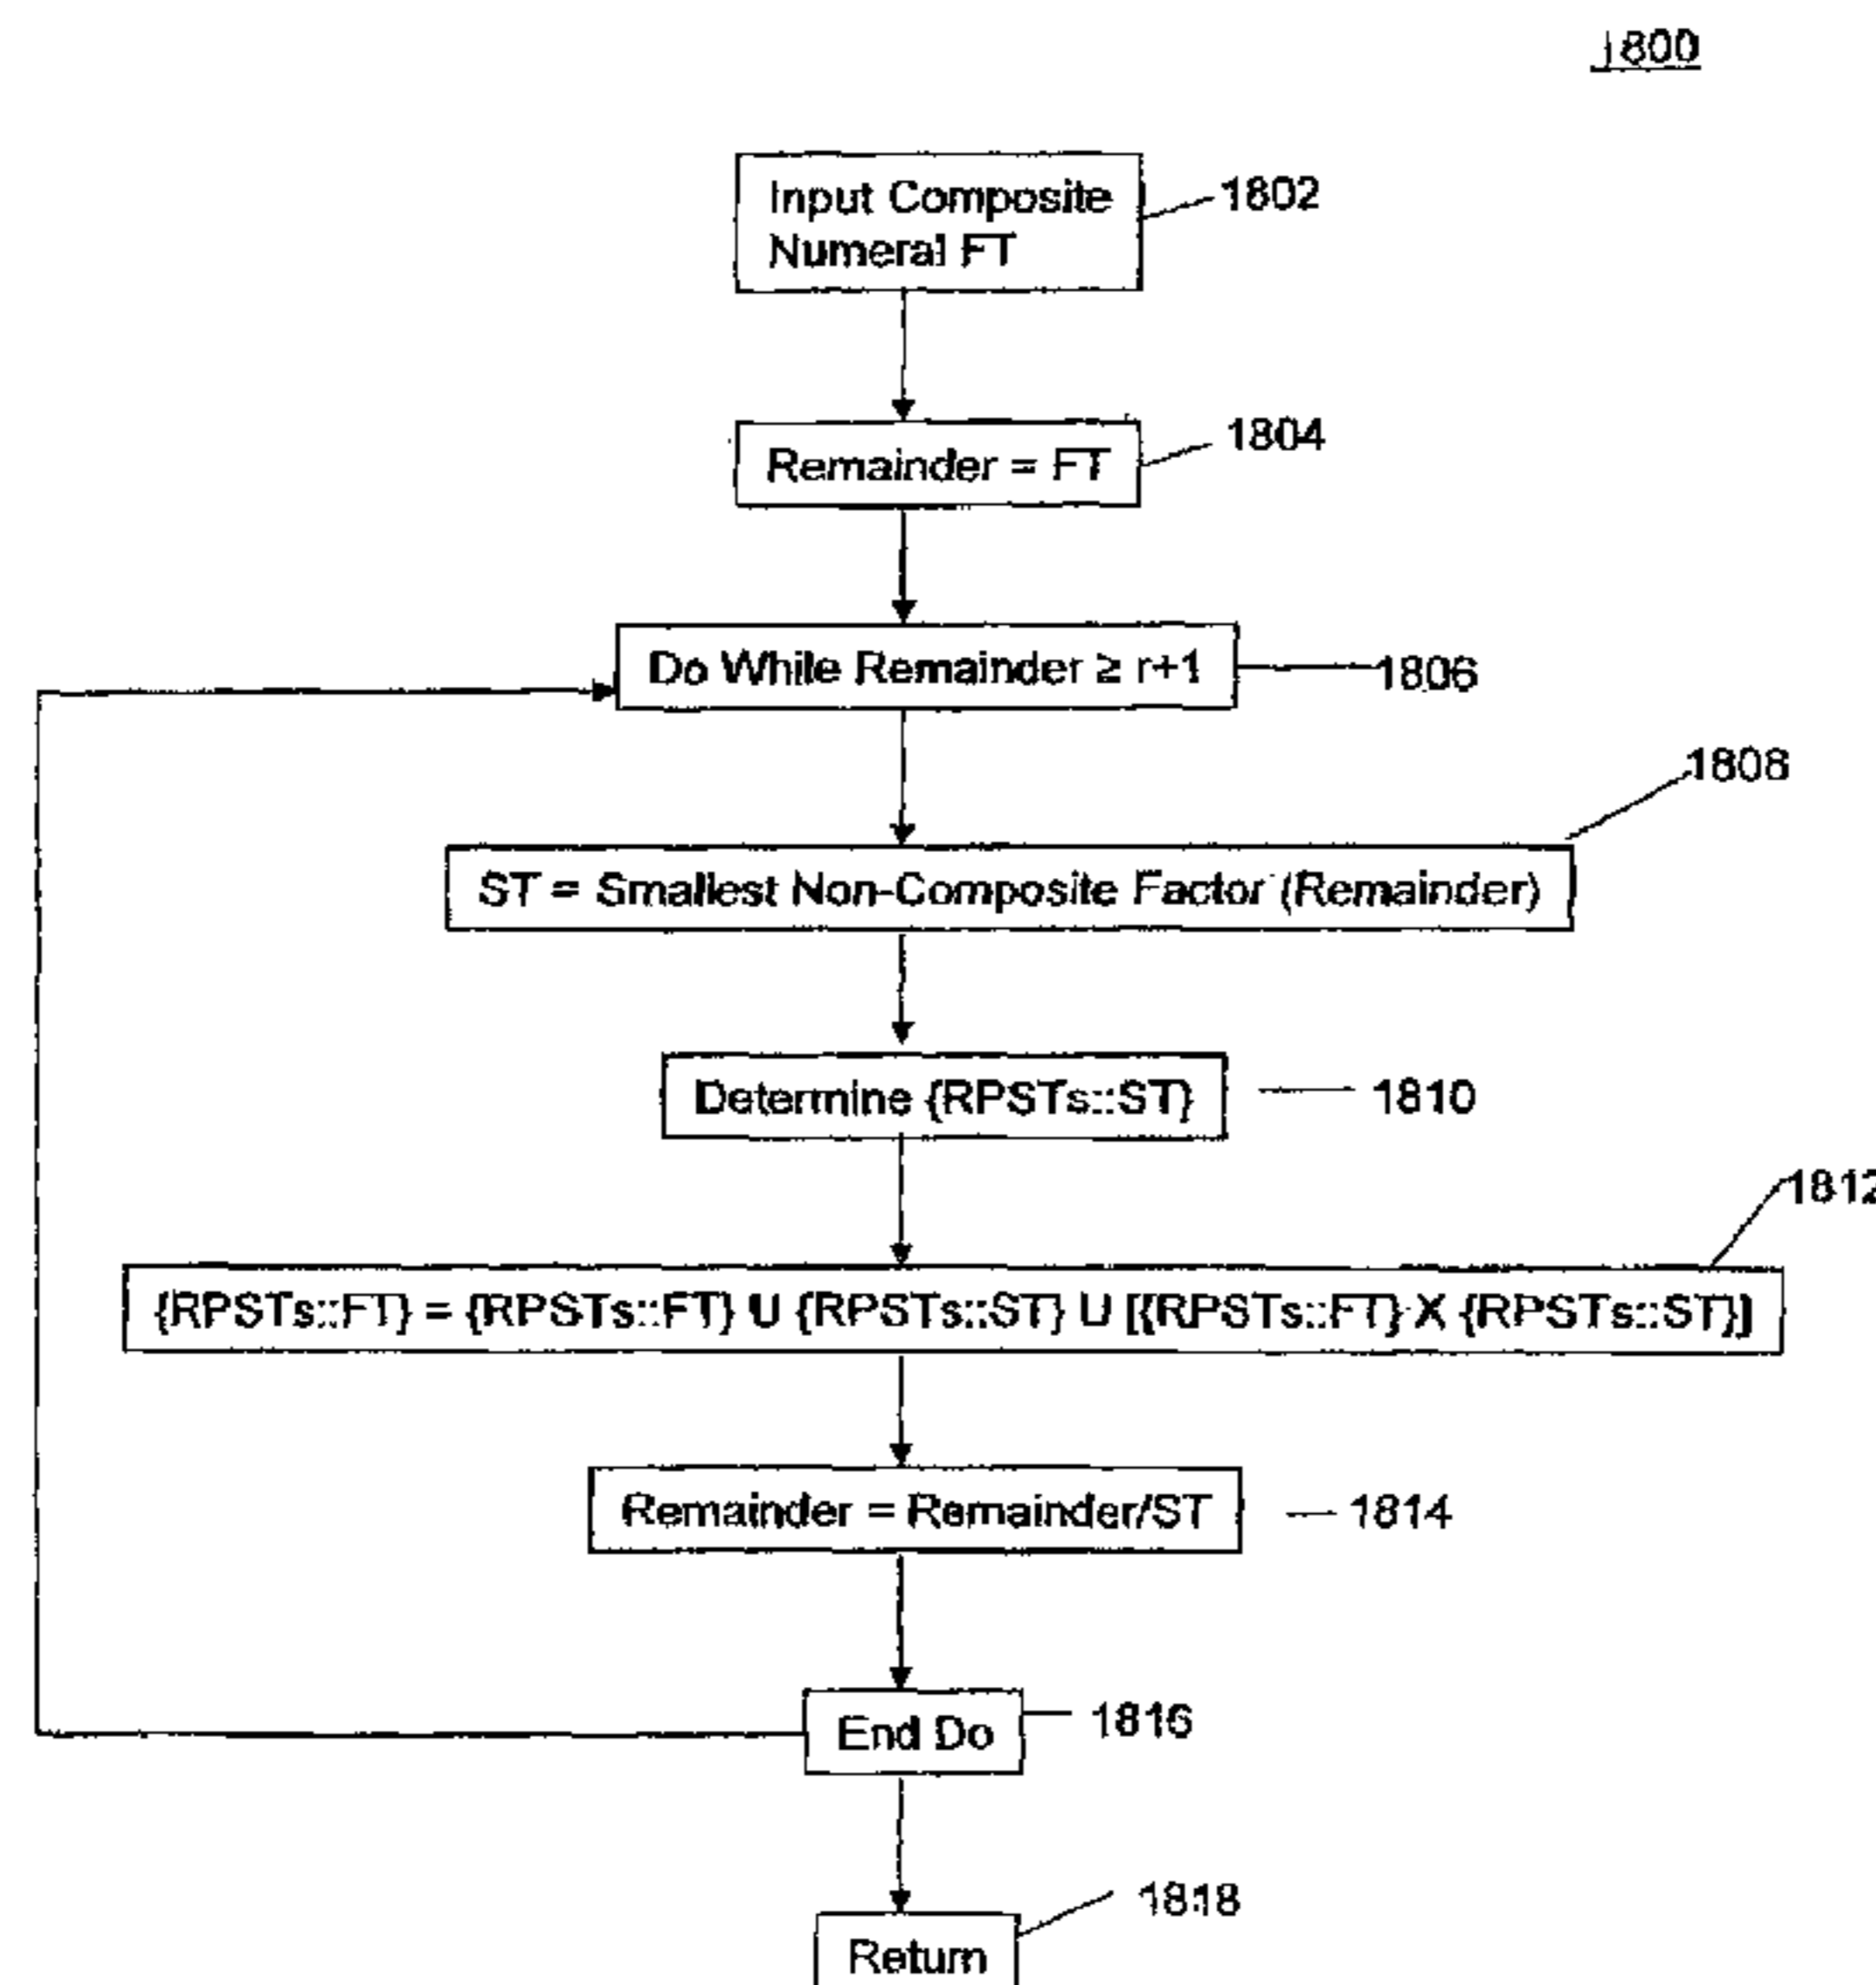 1800
Input Composite
Numeral FT
1802
Remainder = FT
1804
Do While Remainder ≥ r+1
1806
1808
ST = Smallest Non-Composite Factor (Remainder)
Determine {RPSTs::ST}
1810
1812
{RPSTs::FT} = {RPSTs::FT} U {RPSTs::ST} U [{RPSTs::FT} X {RPSTs::ST}]
Remainder = Remainder/ST
1814
End Do
1816
1818
Return